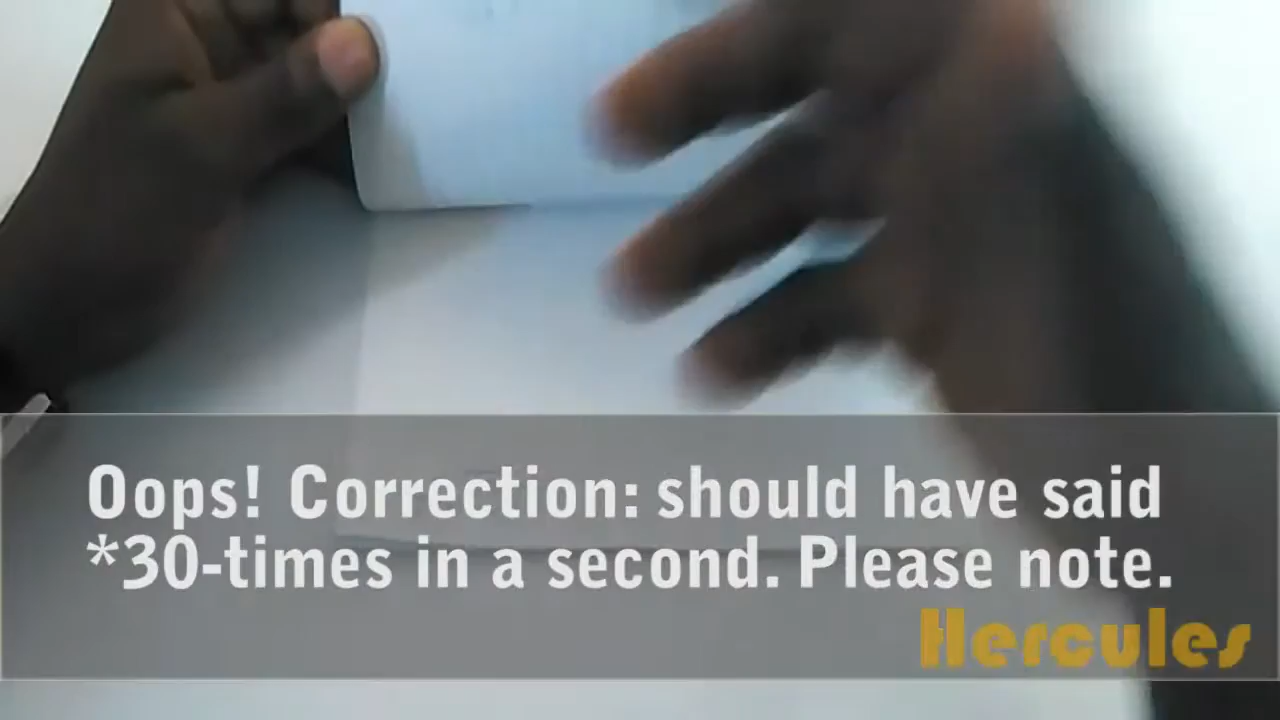 Oops! Correction: should have said
*30-times in a second. Please note.
Hercules